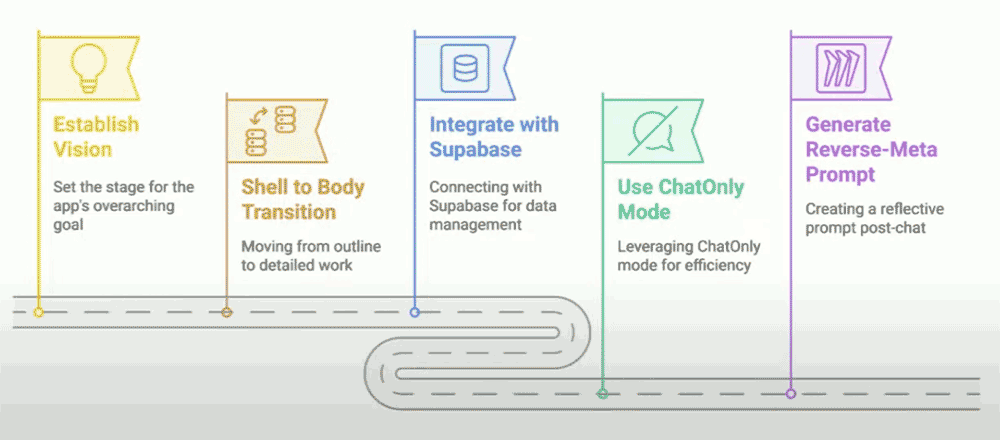 Establish
Vision
Set the stage for the
app's overarching
goal
Shell to Body
Transition
Moving from outline
to detailed work
Integrate with
Supabase
Connecting with
Supabase for data
management
Use ChatOnly
Mode
Leveraging ChatOnly
mode for efficiency
Generate
Reverse-Meta
Prompt
Creating a reflective
prompt post-chat